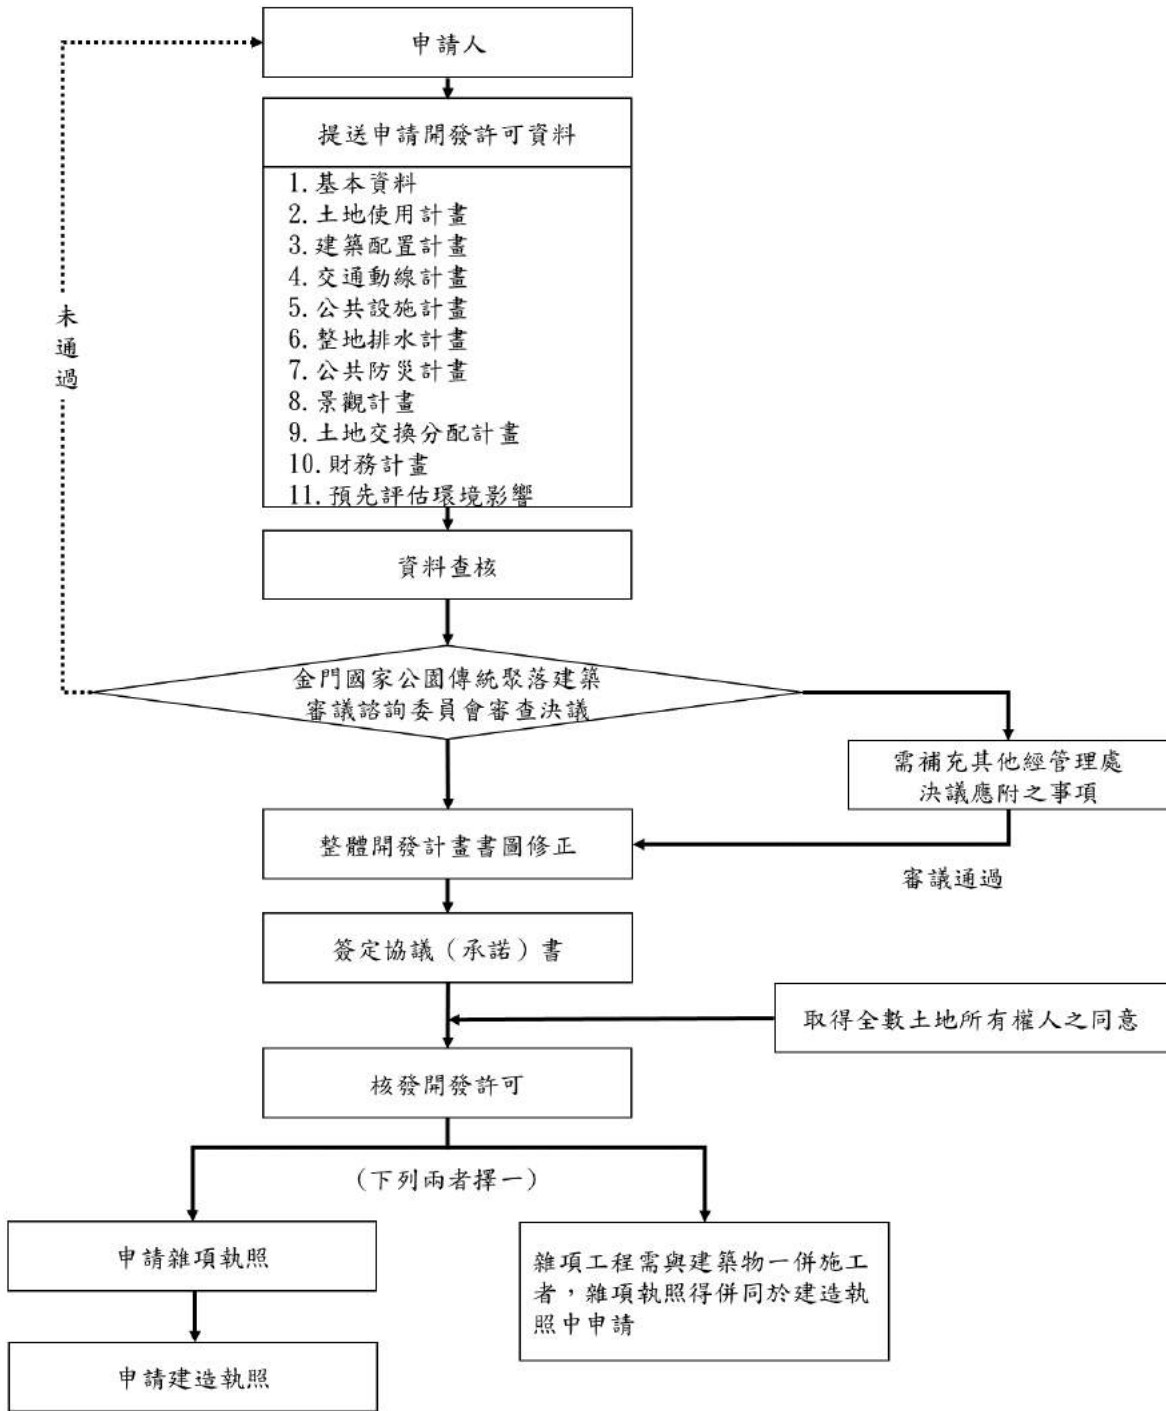 申請人
提送申請開發許可資料
1.基本資料
2.土地使用計畫
3.建築配置計畫
4.交通動線計畫
5.公共設施計畫
6.整地排水計畫
7.公共防災計畫
8.景觀計畫
9.土地交換分配計畫
10.財務計畫
11.預先評估環境影響
未通過
資料查核
金門國家公園傳統聚落建築
審議諮詢委員會審查決議
需補充其他經管理處
決議應附之事項
整體開發計畫書圖修正
審議通過
簽定協議（承諾）書
取得全數土地所有權人之同意
核發開發許可
(下列兩者擇一)
申請雜項執照
雜項工程需與建築物一併施工
者，雜項執照得併同於建造執
照中申請
申請建造執照